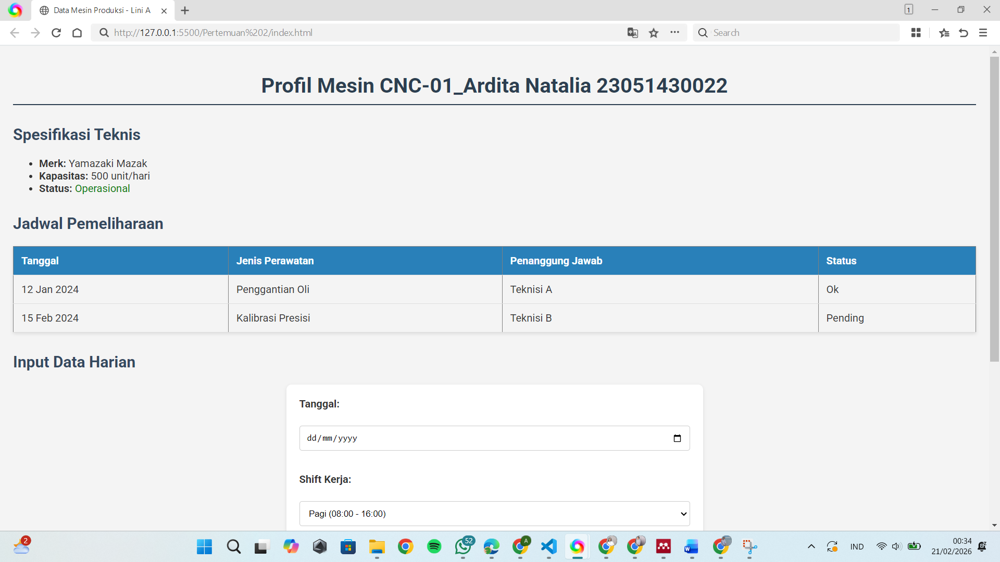 Data Mesin Produksi - Lini A
1
http://127.0.0.1:5500/Pertemuan%202/index.html
Search
Profil Mesin CNC-01_Ardita Natalia 23051430022
Spesifikasi Teknis
• Merk: Yamazaki Mazak
• Kapasitas: 500 unit/hari
• Status: Operasional
Jadwal Pemeliharaan
Tanggal Jenis Perawatan Penanggung Jawab Status
12 Jan 2024 Penggantian Oli Teknisi A Ok
15 Feb 2024 Kalibrasi Presisi Teknisi B Pending
Input Data Harian
Tanggal:
dd/mm/yyyy
Shift Kerja:
Pagi (08:00 - 16:00)
2
52
A
W
IND
00:34
21/02/2026